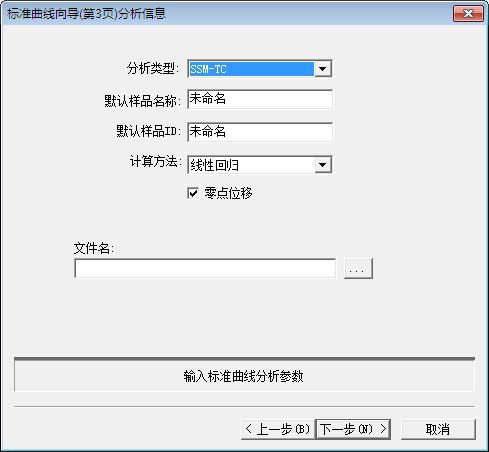 标准曲线向导(第3页)分析信息
分析类型: SSM-TC
默认样品名称: 未命名
默认样品ID: 未命名
计算方法: 线性回归
零点位移
文件名:
...
输入标准曲线分析参数
< 上一步(B) 下一步(N) > 取消